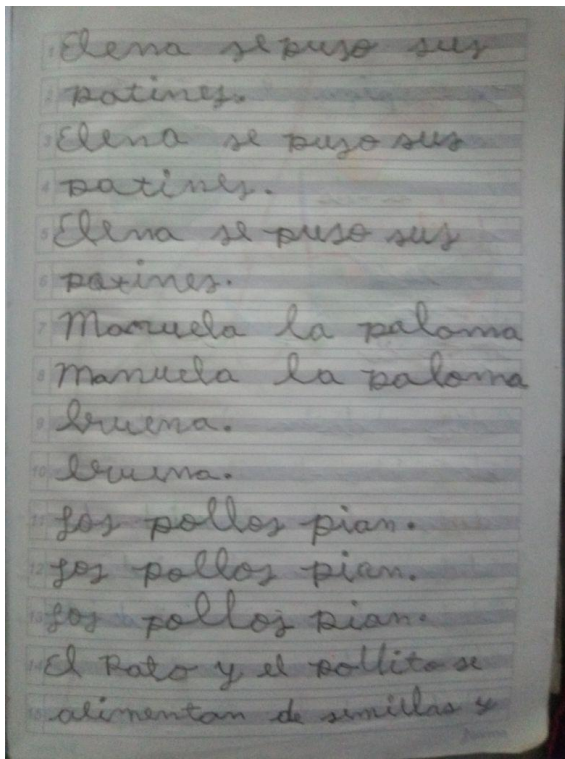 Elena se puso sus
patines.
Elena se puso sus
patines.
Elena se puso sus
patines.
Manuela la paloma
Manuela la paloma
bruena.
bruena.
Los pollos pian.
Los pollos pian.
Los pollos pian.
El Pato y el pollito se
alimentan de semillas y